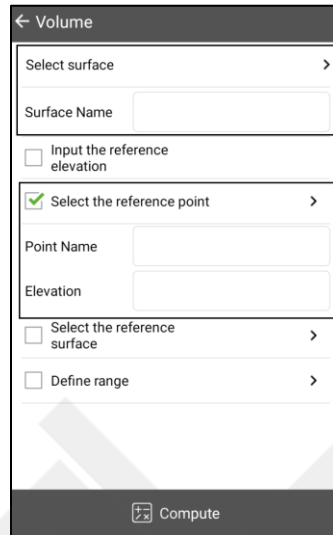 Volume
Select surface
Surface Name
Input the reference
elevation
Select the reference point
Point Name
Elevation
Select the reference
surface
Define range
Compute